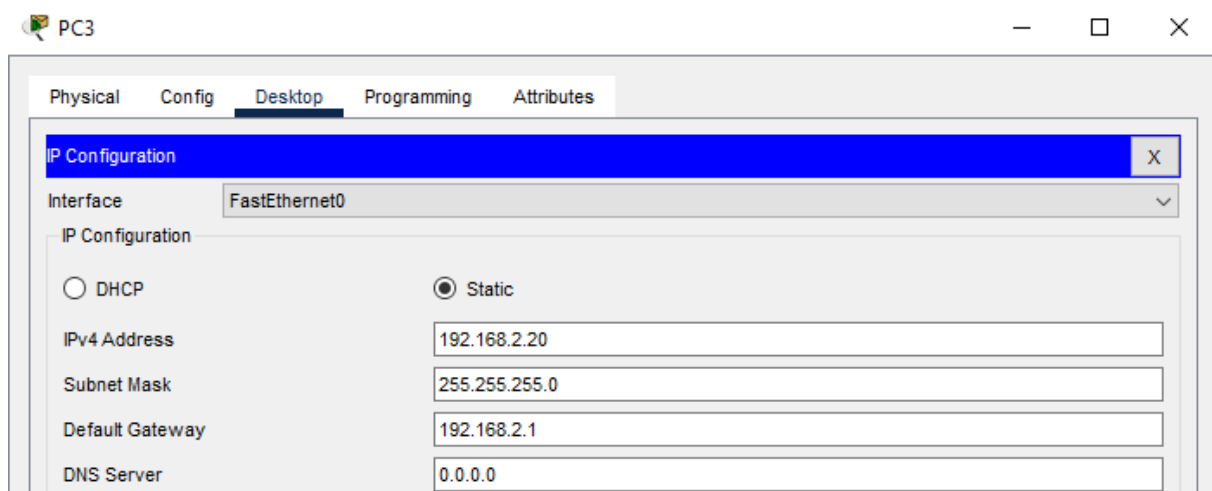 PC3
Physical Config Desktop Programming Attributes
IP Configuration X
Interface FastEthernet0
IP Configuration
DHCP Static
IPv4 Address 192.168.2.20
Subnet Mask 255.255.255.0
Default Gateway 192.168.2.1
DNS Server 0.0.0.0